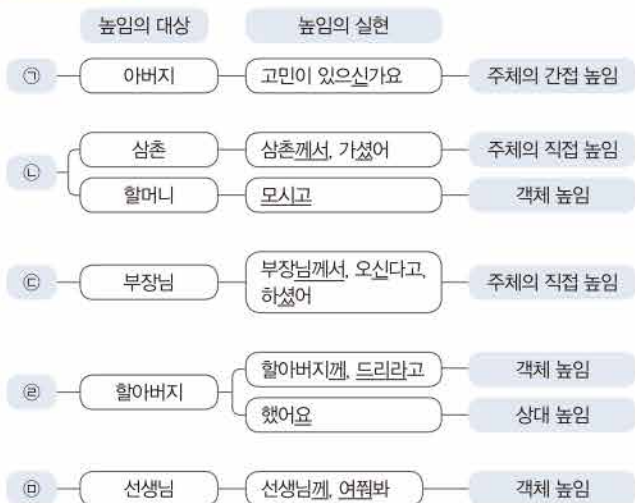 높임의 대상 높임의 실현
㉠ 아버지 고민이 있으신가요 주체의 간접 높임
㉡ 삼촌 삼촌께서, 가셨어 주체의 직접 높임
할머니 모시고 객체 높임
㉢ 부장님 부장님께서, 오신다고, 주체의 직접 높임
하셨어
㉣ 할아버지 할아버지께, 드리라고 객체 높임
했어요 상대 높임
㉤ 선생님 선생님께, 여쭤봐 객체 높임